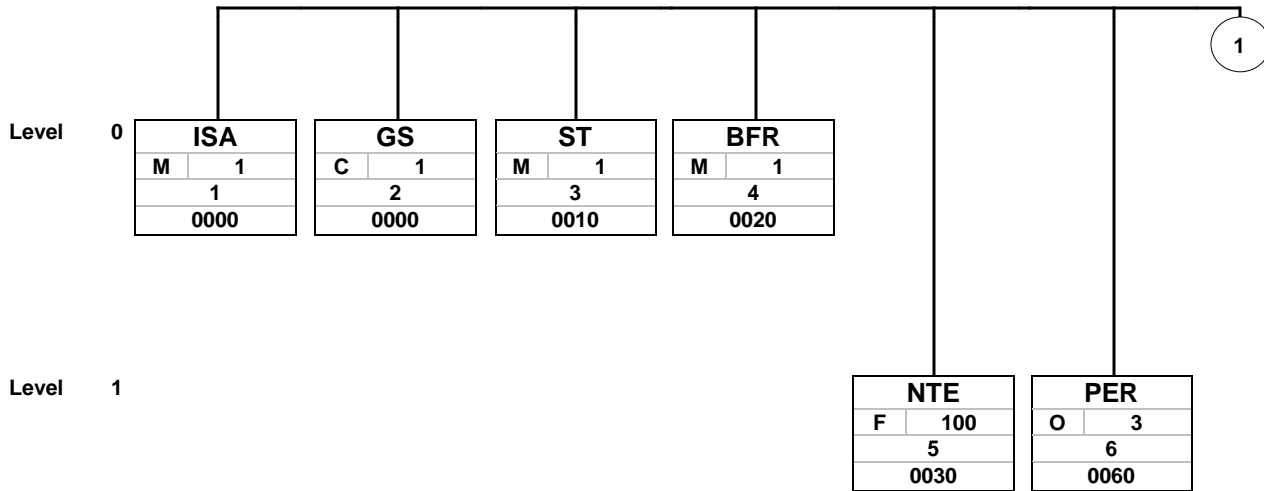 1
Level 0
ISA GS ST BFR
M 1 C 1 M 1 M 1
1 2 3 4
0000 0000 0010 0020
Level 1
NTE PER
F 100 O 3
5 6
0030 0060